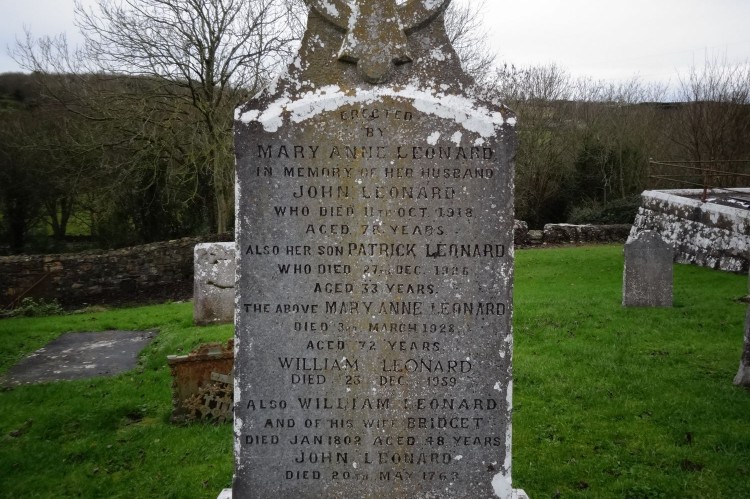 ERECTED
BY
MARY ANNE LEONARD
IN MEMORY OF HER HUSBAND
JOHN LEONARD
WHO DIED 11TH OCT 1918
AGED 78 YEARS
ALSO HER SON PATRICK LEONARD
WHO DIED 27TH DEC.
AGED 33 YEARS.
THE ABOVE MARY ANNE LEONARD
DIED 3RD MARCH 1928
AGED 72 YEARS
WILLIAM LEONARD
DIED 23 DEC 1959
ALSO WILLIAM LEONARD
AND OF HIS WIFE BRIDGET
DIED JAN 1802 AGED 48 YEARS
JOHN LEONARD
DIED 20TH MAY 1763